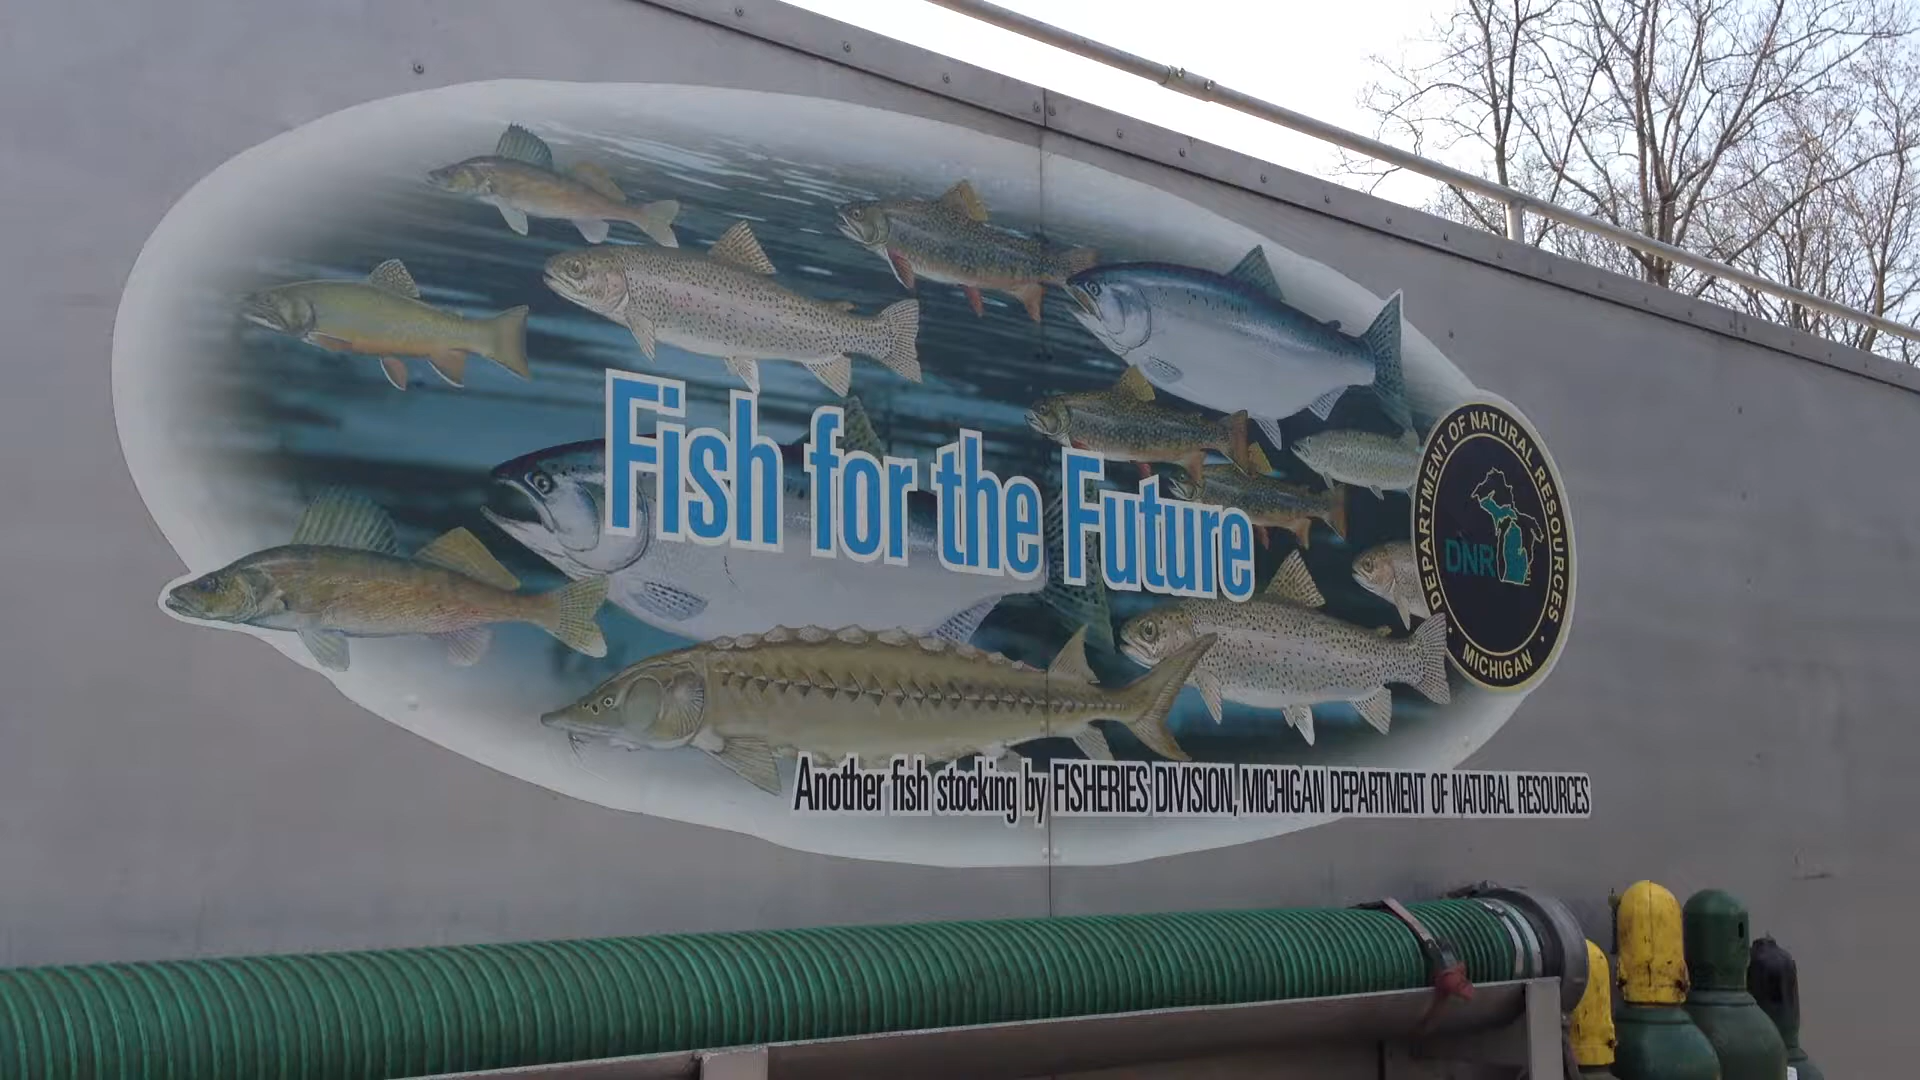 Fish for the Future
DEPARTMENT OF NATURAL RESOURCES
DNR
• MICHIGAN •
Another fish stocking by FISHERIES DIVISION, MICHIGAN DEPARTMENT OF NATURAL RESOURCES